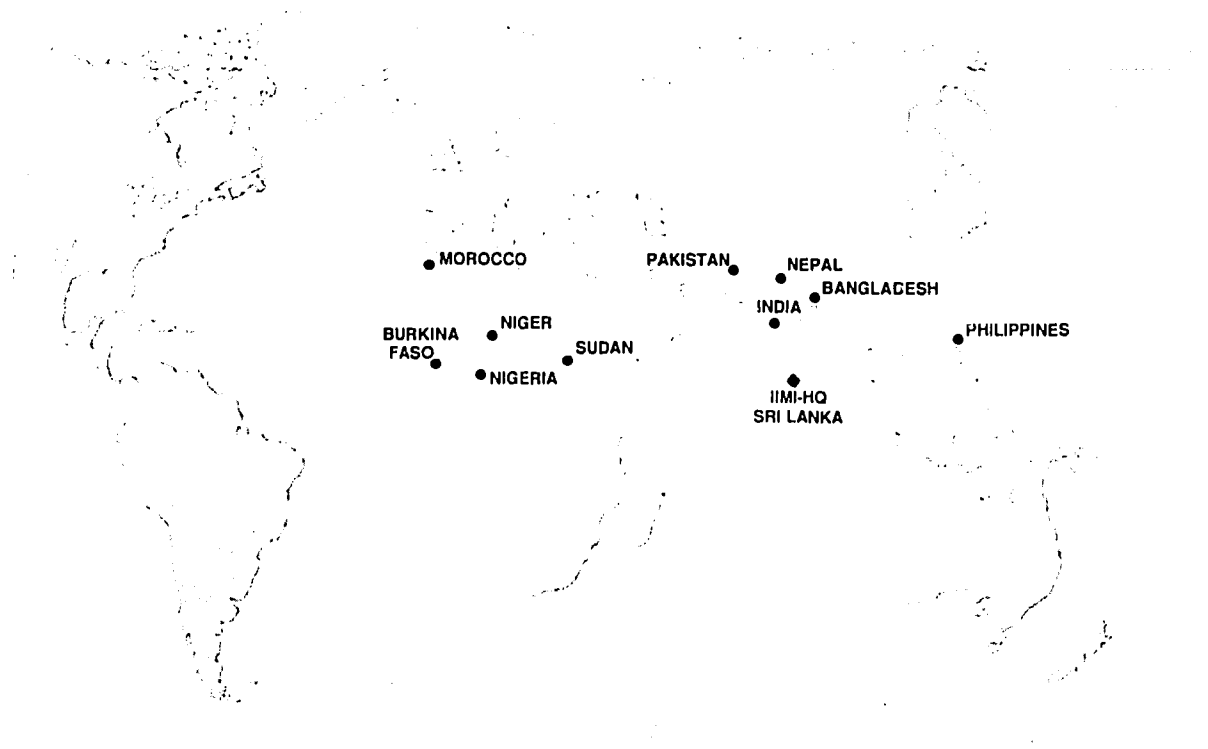 MOROCCO
PAKISTAN
NEPAL
BANGLADESH
INDIA
NIGER
BURKINA
FASO
SUDAN
NIGERIA
PHILIPPINES
IIMI-HQ
SRI LANKA